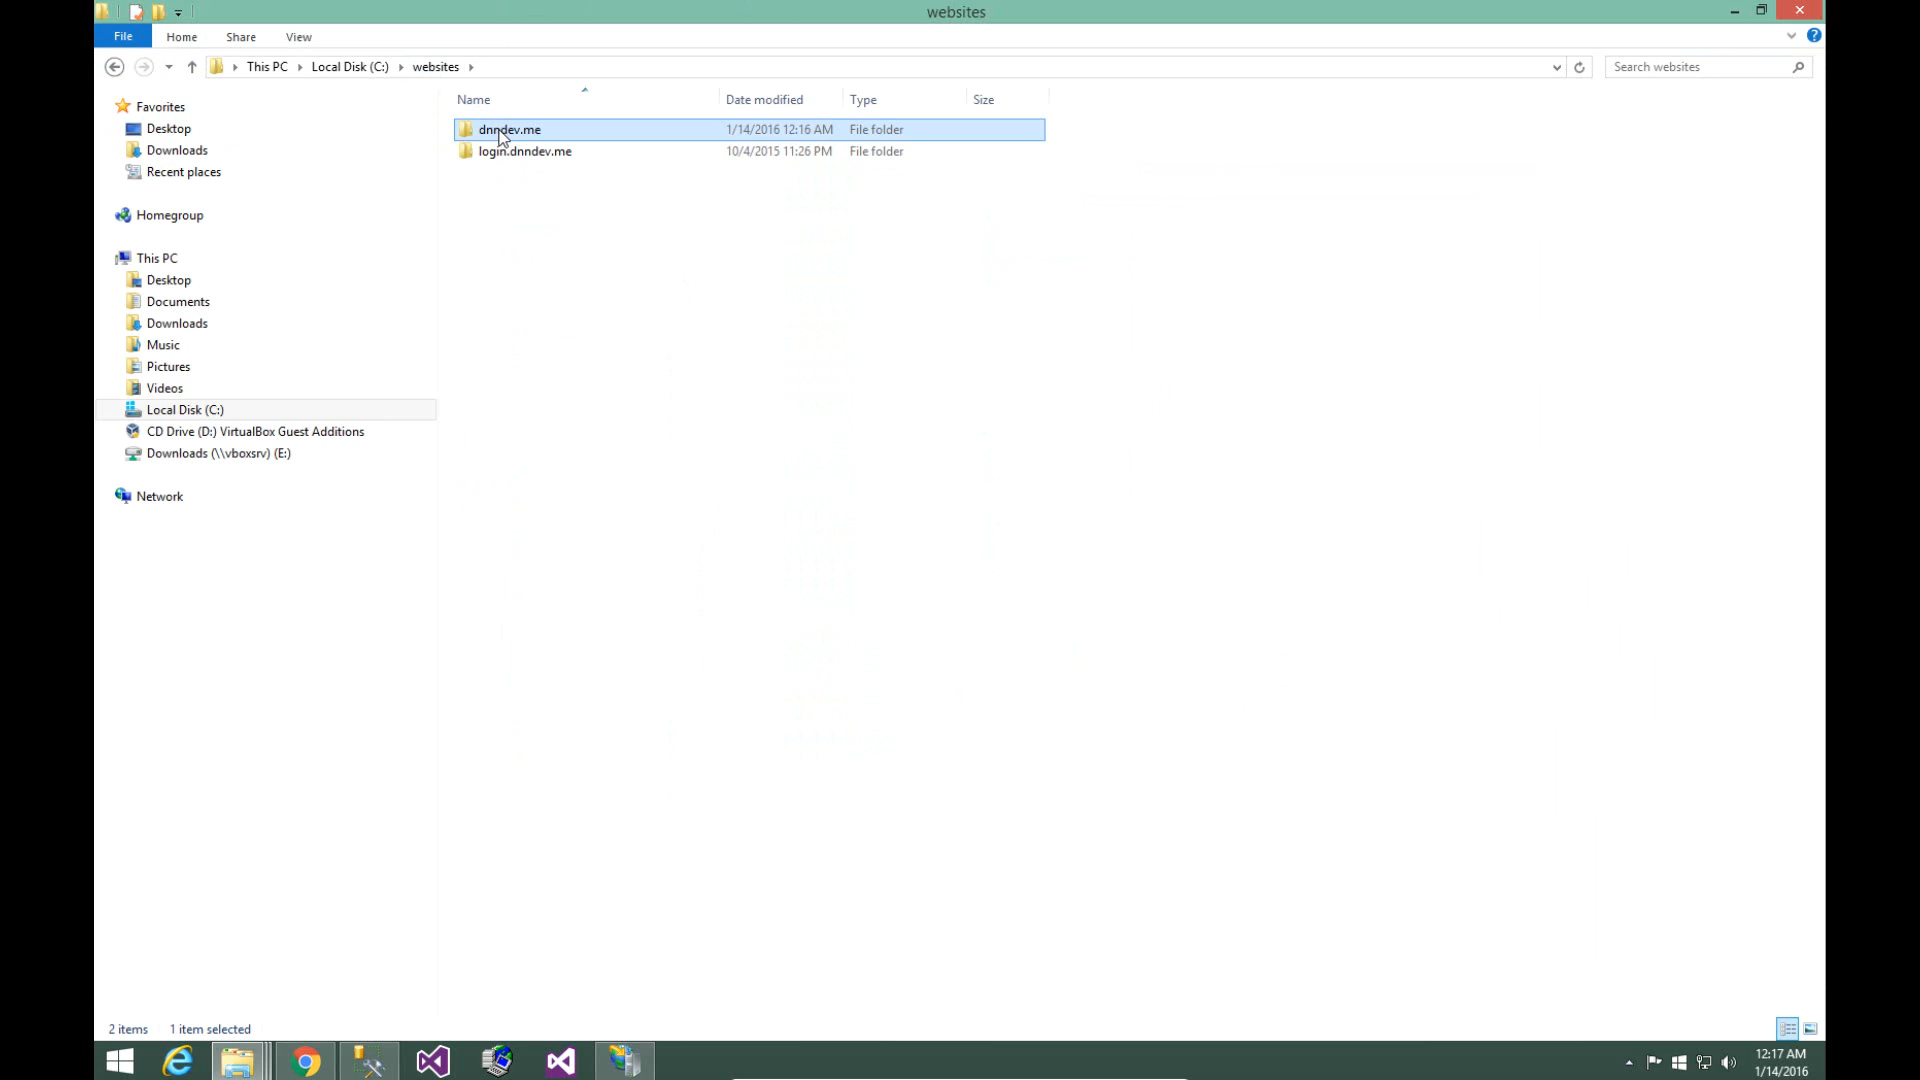 websites
File Home Share View
This PC Local Disk (C:) websites Search websites
Name Date modified Type Size
Favorites
dnndev.me 1/14/2016 12:16 AM File folder
Desktop
login.dnndev.me 10/4/2015 11:26 PM File folder
Downloads
Recent places
Homegroup
This PC
Desktop
Documents
Downloads
Music
Pictures
Videos
Local Disk (C:)
CD Drive (D:) VirtualBox Guest Additions
Downloads (\\vboxsrv) (E:)
Network
2 items 1 item selected
12:17 AM
1/14/2016